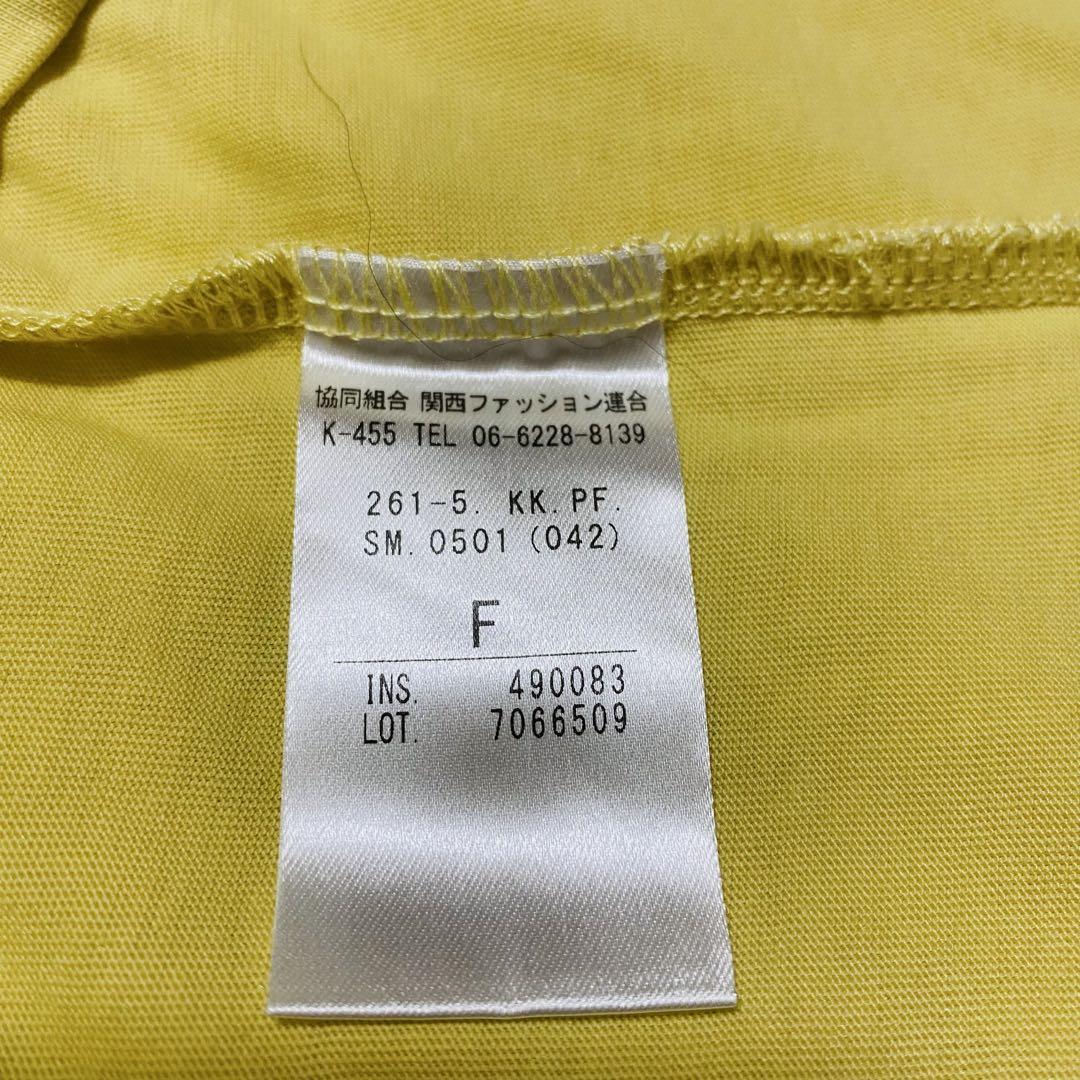 協同組合 関西ファッション連合
K-455 TEL 06-6228-8139
261-5. KK.PF.
SM.0501(042)
F
INS. 490083
LOT. 7066509